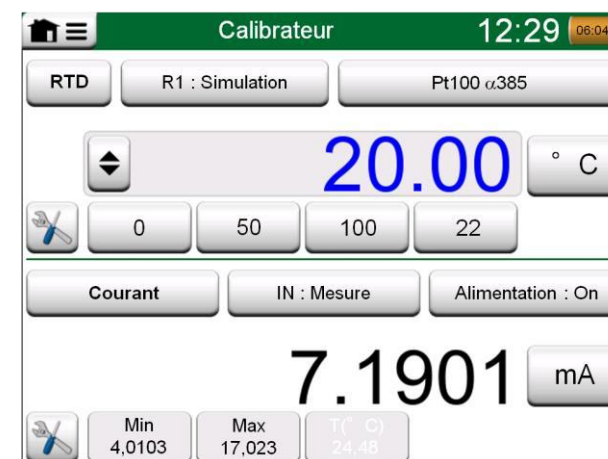 Calibrateur 12:29 06:04
RTD R1 : Simulation Pt100 α385
20.00 ° C
0 50 100 22
Courant IN : Mesure Alimentation : On
7.1901 mA
Min Max T(° C)
4,0103 17,023 24,48